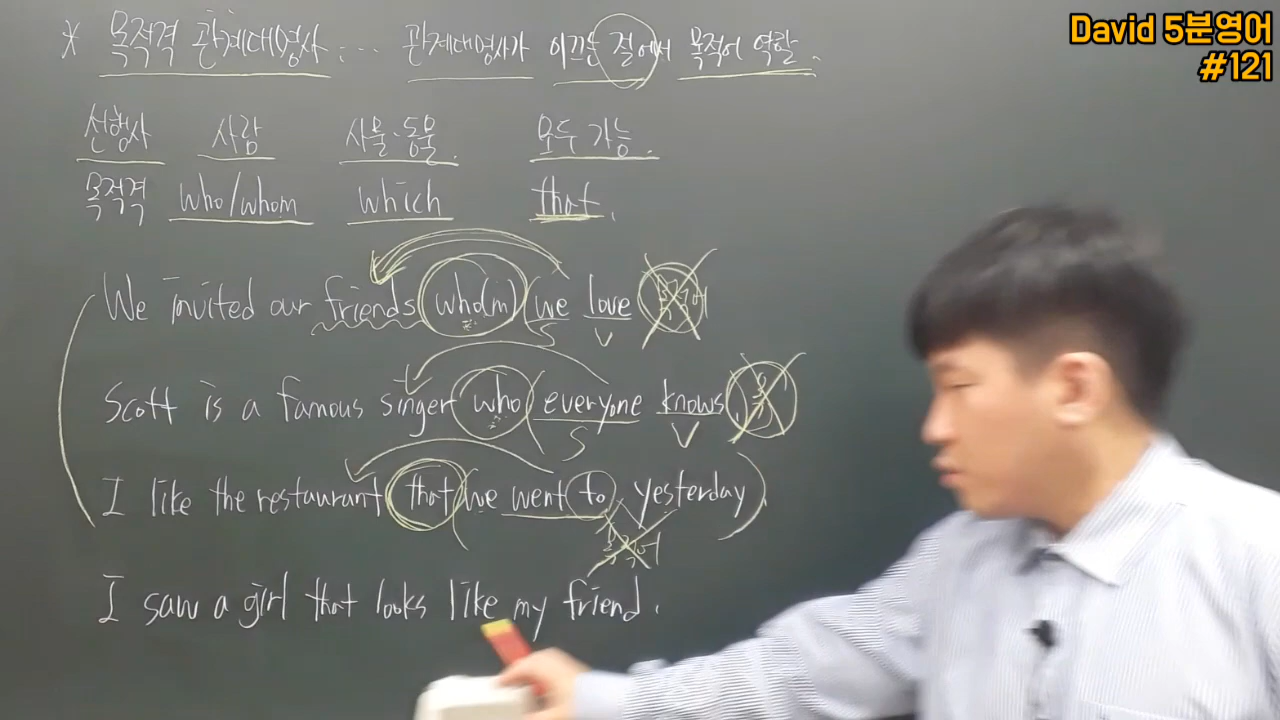 David 5분영어
#121
* 목적격 관계대명사 : ... 관계대명사가 이끄는 절에서 목적어 역할.
선행사 사람 사물·동물. 모두 가능.
목적격 who/whom which that.
We invited our friends who(m) we love
S V
Scott is a famous singer who everyone knows.
S V
I like the restaurant that we went to yesterday.
I saw a girl that looks like my friend.